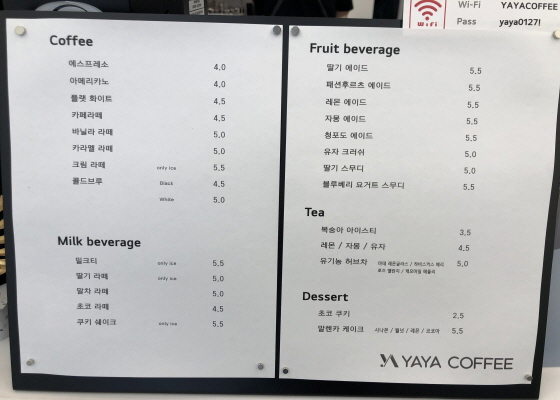 Wi-Fi YAYACOFFEE
WiFi Pass yaya0127!
Coffee
에스프레소 4,0
아메리카노 4,0
플랫 화이트 4,5
카페라떼 4,5
바닐라 라떼 5,0
카라멜 라떼 5,0
크림 라떼 only ice 5,5
콜드브루 Black 4,5
White 5,0
Milk beverage
밀크티 only ice 5,5
딸기 라떼 only ice 5,0
말차 라떼 5,0
초코 라떼 4,5
쿠키 쉐이크 only ice 5,5
Fruit beverage
딸기 에이드 5,5
패션후르츠 에이드 5,5
레몬 에이드 5,5
자몽 에이드 5,5
청포도 에이드 5,5
유자 크러쉬 5,0
딸기 스무디 5,0
블루베리 요거트 스무디 5,5
Tea
복숭아 아이스티 3,5
레몬 / 자몽 / 유자 4,5
유기농 허브차 5,0
Dessert
초코 쿠키 2,5
말렌카 케이크 시나몬 / 월넛 / 레몬 / 코코아 5,5
YAYA COFFEE